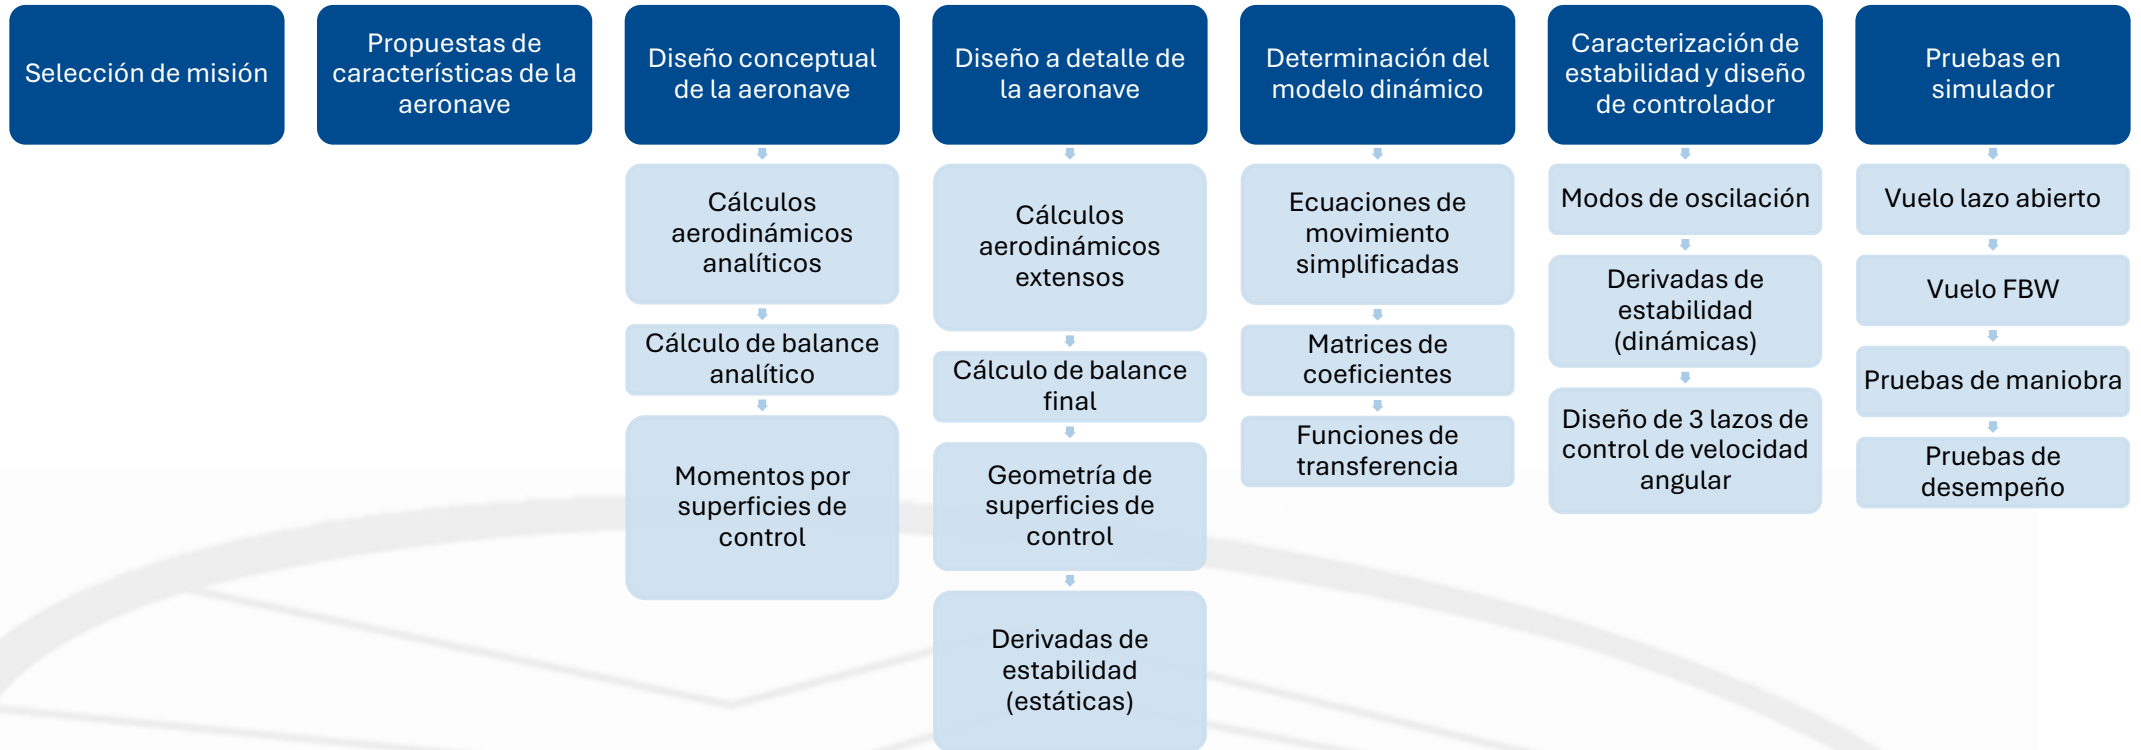 Selección de misión
Propuestas de
características de la
aeronave
Diseño conceptual
de la aeronave
Cálculos
aerodinámicos
analíticos
Cálculo de balance
analítico
Momentos por
superficies de
control
Diseño a detalle de
la aeronave
Cálculos
aerodinámicos
extensos
Cálculo de balance
final
Geometría de
superficies de
control
Derivadas de
estabilidad
(estáticas)
Determinación del
modelo dinámico
Ecuaciones de
movimiento
simplificadas
Matrices de
coeficientes
Funciones de
transferencia
Caracterización de
estabilidad y diseño
de controlador
Modos de oscilación
Derivadas de
estabilidad
(dinámicas)
Diseño de 3 lazos de
control de velocidad
angular
Pruebas en
simulador
Vuelo lazo abierto
Vuelo FBW
Pruebas de maniobra
Pruebas de
desempeño